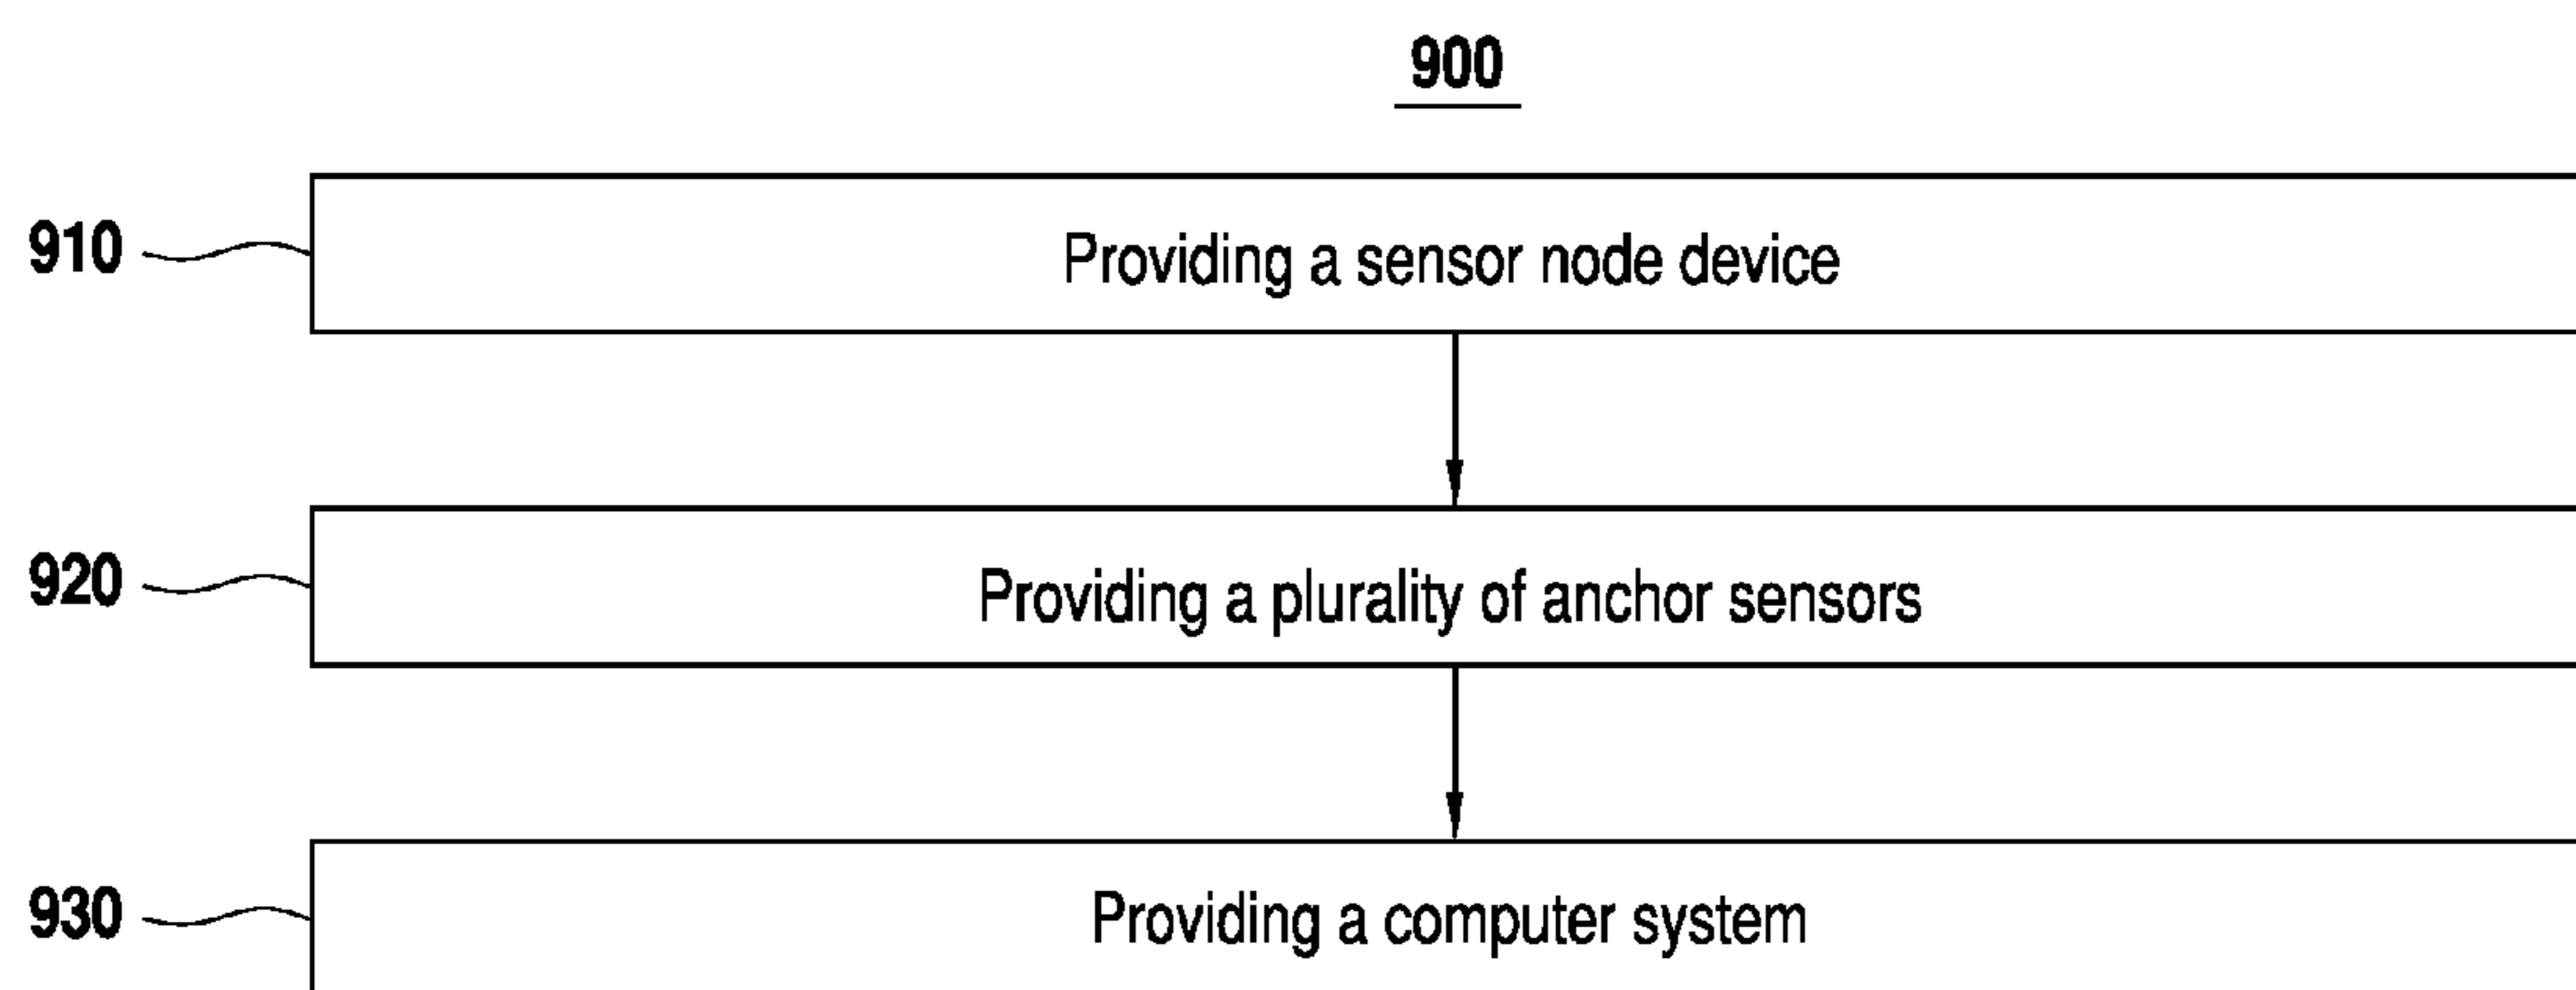 900
910 Providing a sensor node device
920 Providing a plurality of anchor sensors
930 Providing a computer system